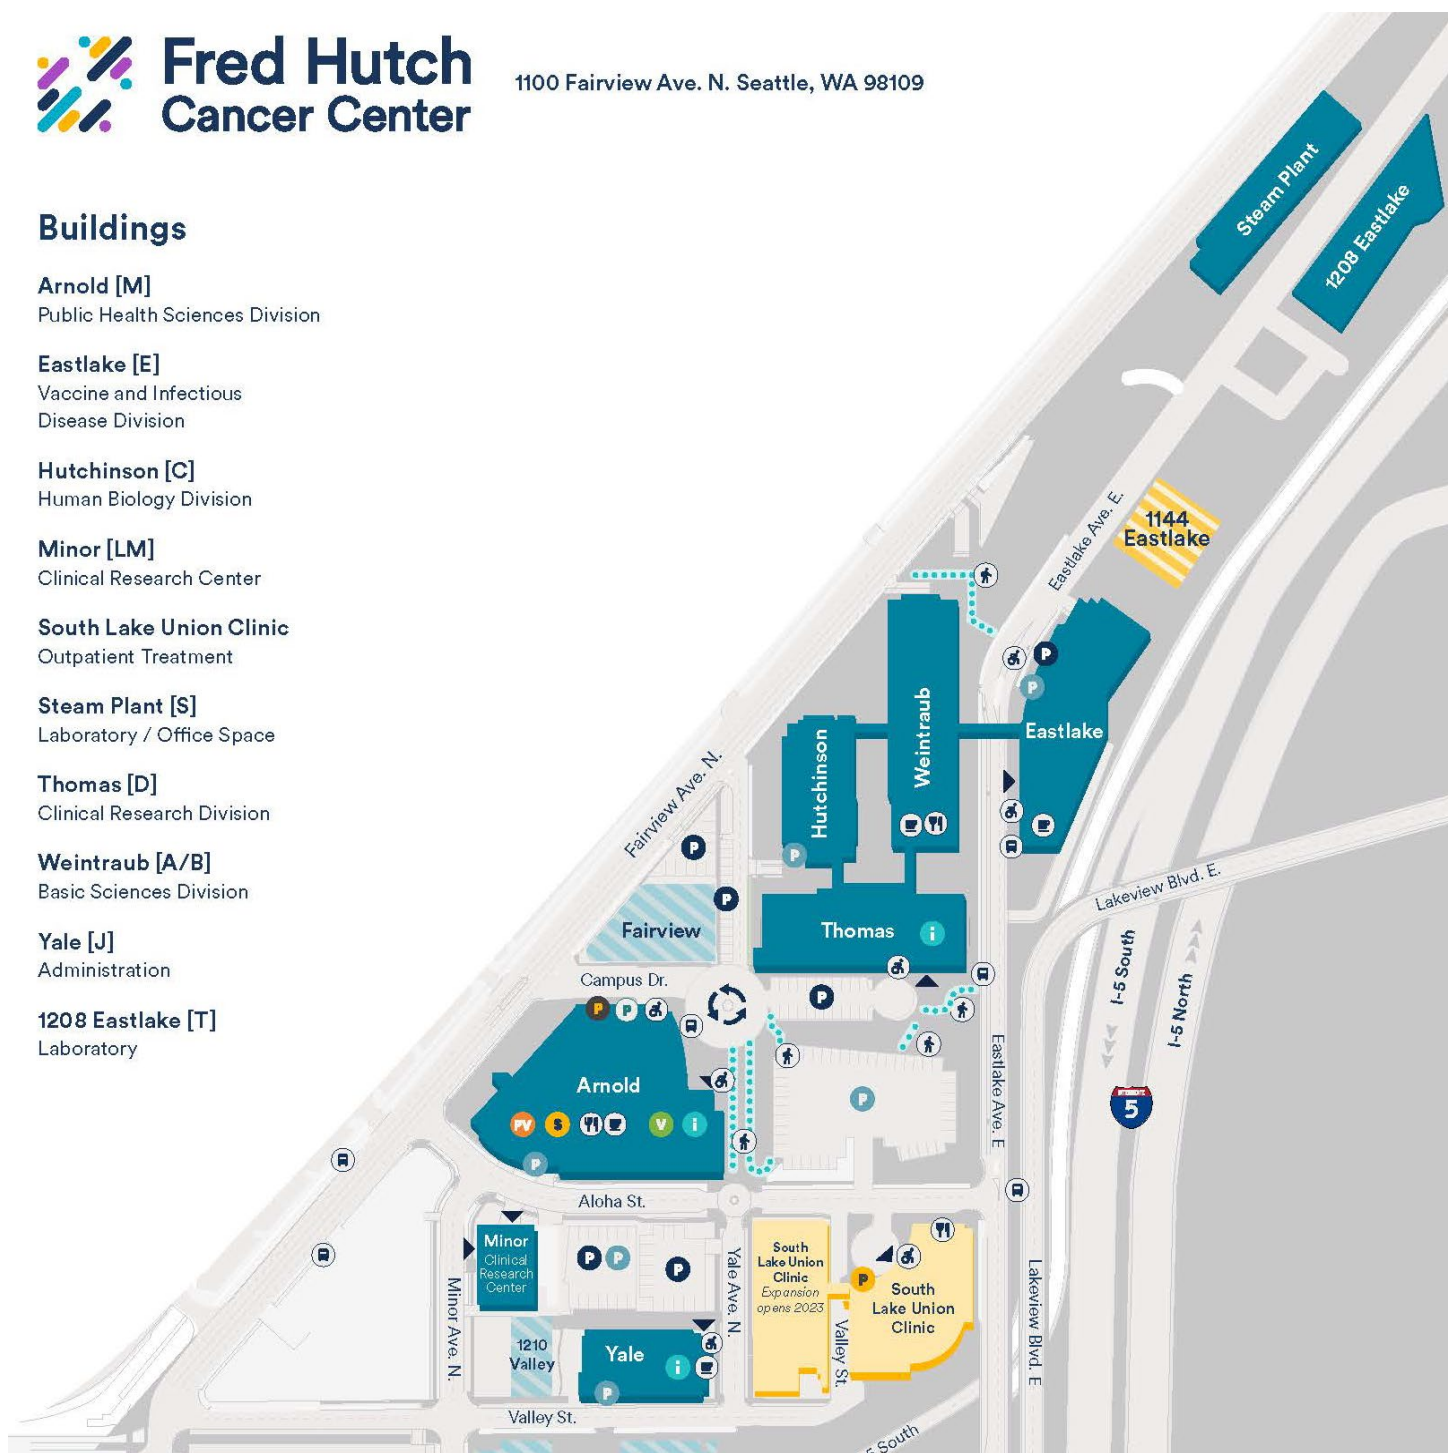 Fred Hutch
Cancer Center
1100 Fairview Ave. N. Seattle, WA 98109
Buildings
Arnold [M]
Public Health Sciences Division
Eastlake [E]
Vaccine and Infectious
Disease Division
Hutchinson [C]
Human Biology Division
Minor [LM]
Clinical Research Center
South Lake Union Clinic
Outpatient Treatment
Steam Plant [S]
Laboratory / Office Space
Thomas [D]
Clinical Research Division
Weintraub [A/B]
Basic Sciences Division
Yale [J]
Administration
1208 Eastlake [T]
Laboratory
Steam Plant
1208 Eastlake
1144
Eastlake
Eastlake Ave. E.
P
P
Eastlake
Weintraub
Hutchinson
P
Fairview Ave. N.
P
P
Fairview
Thomas
i
Lakeview Blvd. E.
I-5 South
I-5 North
5
Campus Dr.
P
P
P
Arnold
PV
S
V
i
P
P
Eastlake Ave. E
Aloha St.
Minor
Clinical
Research
Center
P
P
P
Minor Ave. N.
Yale Ave. N.
South
Lake Union
Clinic
Expansion
opens 2023
P
South
Lake Union
Clinic
Valley St.
Lakeview Blvd. E
1210
Valley
Yale
i
P
Valley St.
5 South